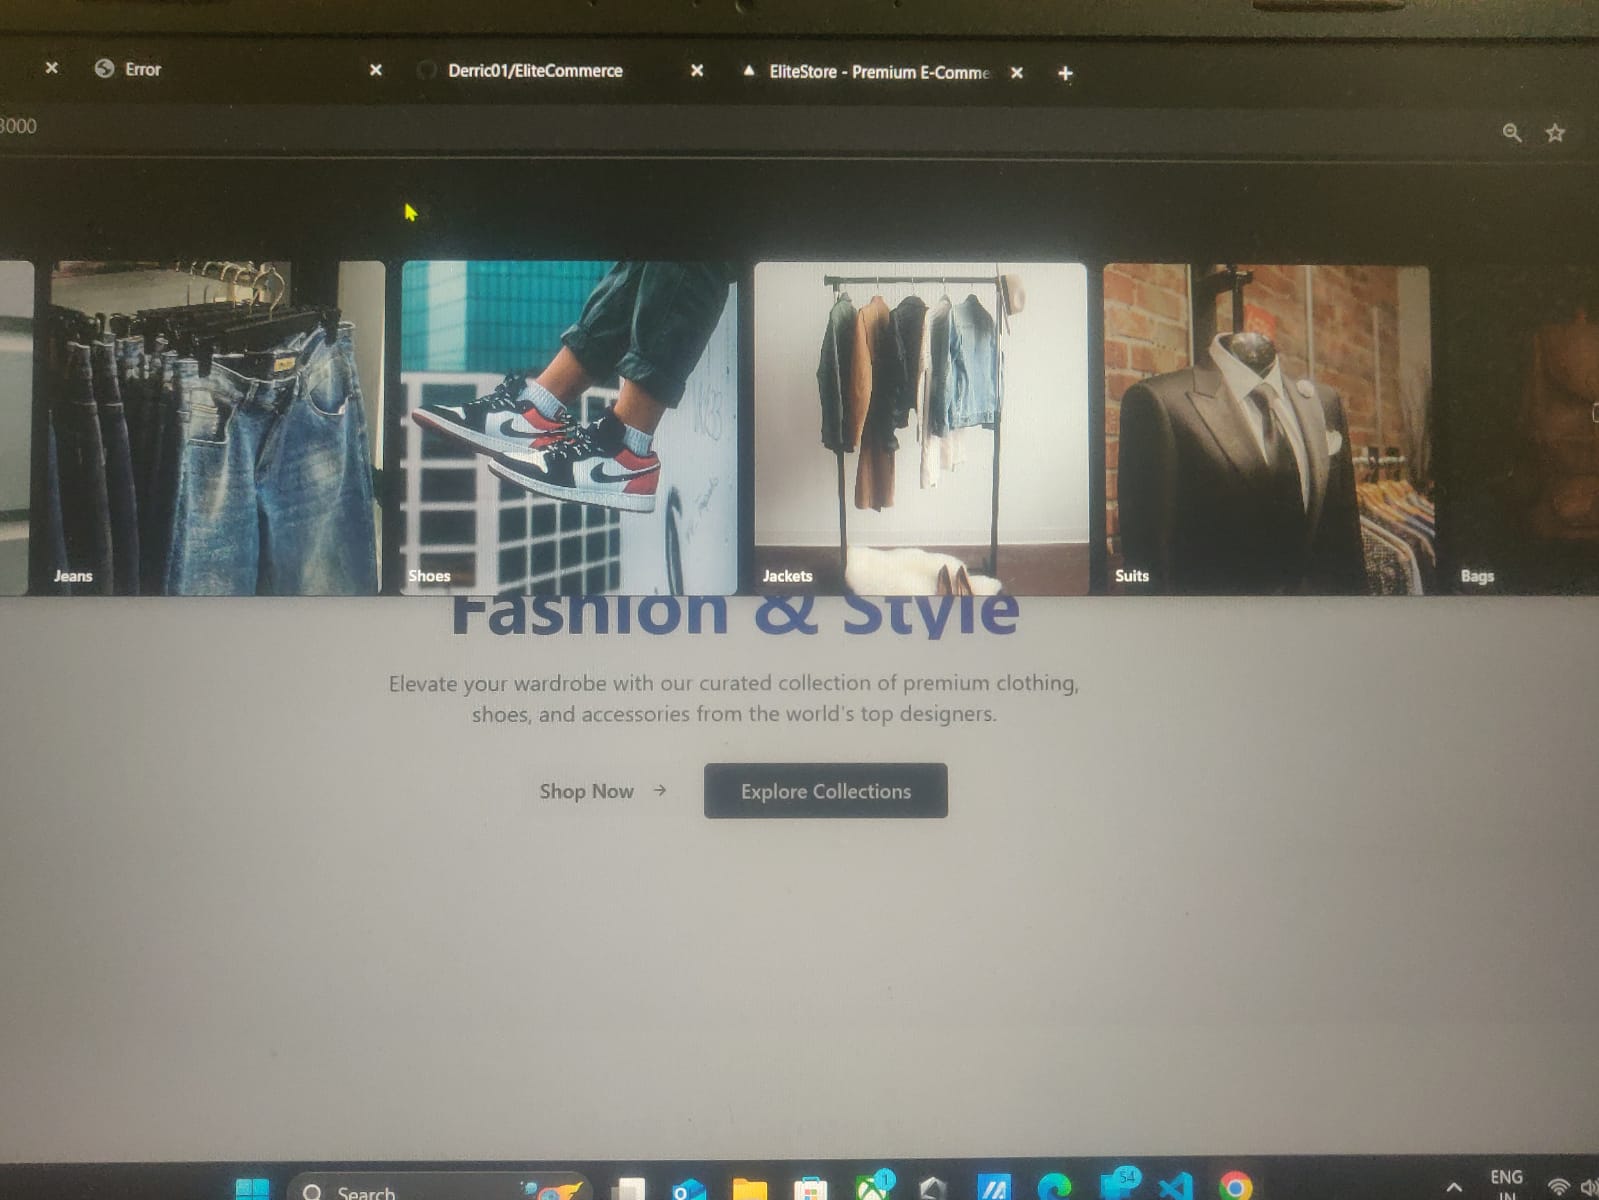 Error
Derric01/EliteCommerce
EliteStore - Premium E-Comme
3000
Jeans
Shoes
Jackets
Suits
Bags
Fashion & Style
Elevate your wardrobe with our curated collection of premium clothing,
shoes, and accessories from the world's top designers.
Shop Now →
Explore Collections
Search
1
54
ENG
IN